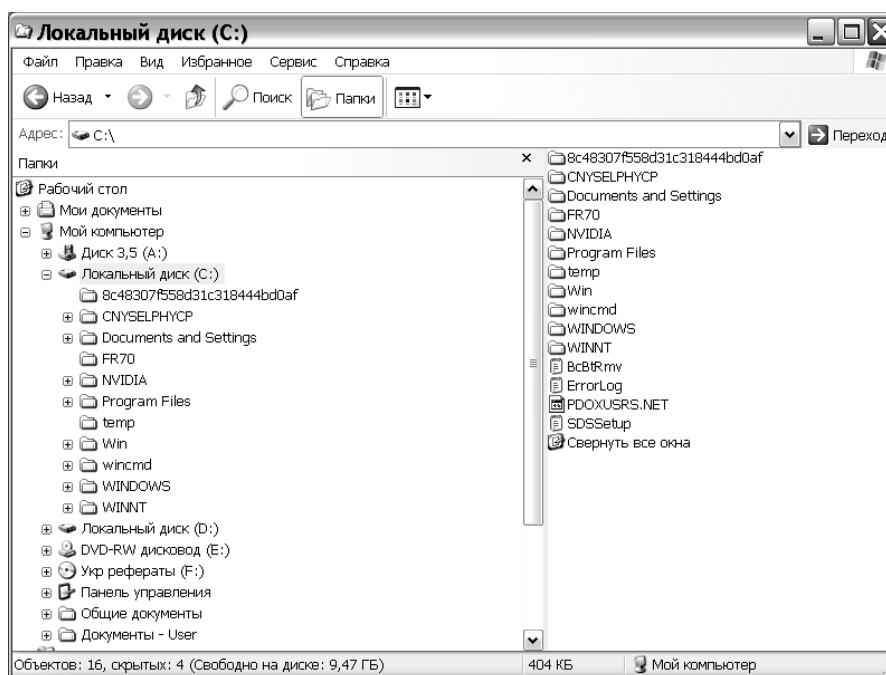 Локальный диск (C:)
Файл Правка Вид Избранное Сервис Справка
Назад Поиск Папки
Адрес: C:\ Переход
Папки
Рабочий стол
Мои документы
Мой компьютер
Диск 3,5 (A:)
Локальный диск (C:)
8c48307f558d31c318444bd0af
CNYSELPHYCP
Documents and Settings
FR70
NVIDIA
Program Files
temp
Win
wincmd
WINDOWS
WINNT
Локальный диск (D:)
DVD-RW дисковод (E:)
Укр рефераты (F:)
Панель управления
Общие документы
Документы - User
8c48307f558d31c318444bd0af
CNYSELPHYCP
Documents and Settings
FR70
NVIDIA
Program Files
temp
Win
wincmd
WINDOWS
WINNT
BcBtRmv
ErrorLog
PDOXUSRS.NET
SDSSetup
Свернуть все окна
Объектов: 16, скрытых: 4 (Свободно на диске: 9,47 ГБ) 404 КБ Мой компьютер